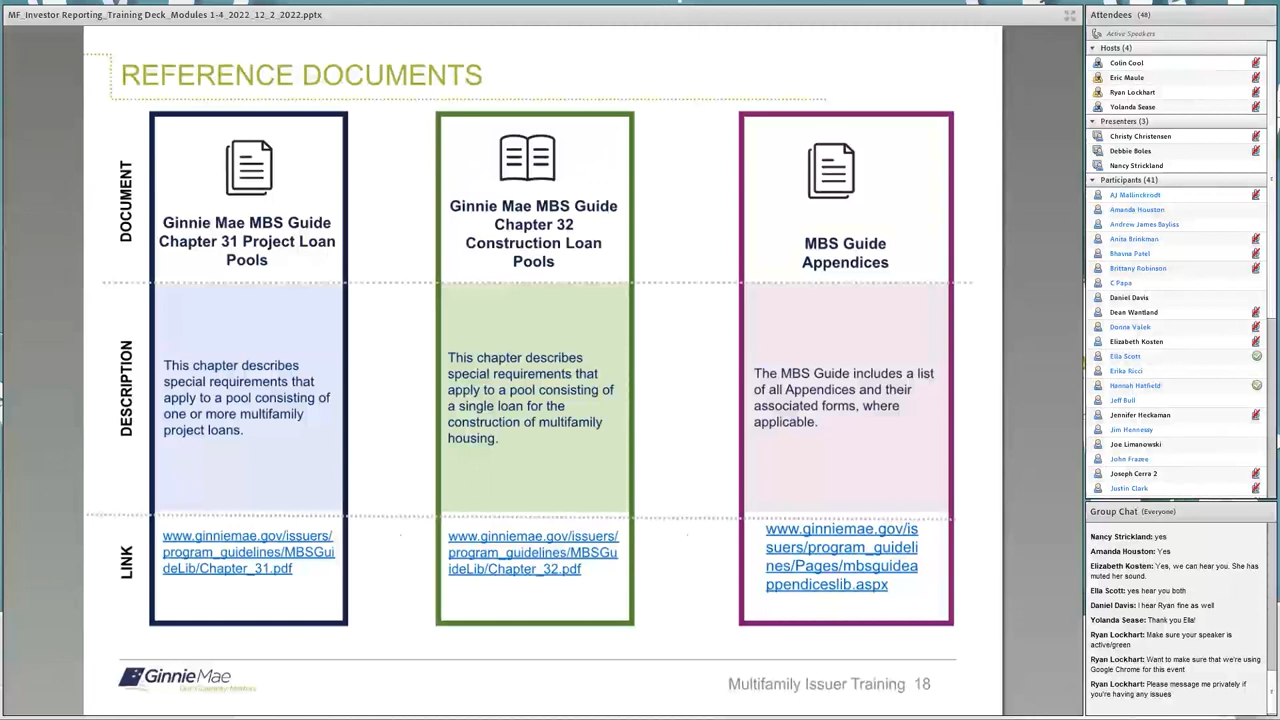 MF_Investor Reporting_Training Deck_Modules 1-4_2022_12_2_2022.pptx
REFERENCE DOCUMENTS
DOCUMENT
Ginnie Mae MBS Guide
Chapter 31 Project Loan
Pools
Ginnie Mae MBS Guide
Chapter 32
Construction Loan
Pools
MBS Guide
Appendices
DESCRIPTION
This chapter describes
special requirements that
apply to a pool consisting of
one or more multifamily
project loans.
This chapter describes
special requirements that
apply to a pool consisting of
a single loan for the
construction of multifamily
housing.
The MBS Guide includes a list
of all Appendices and their
associated forms, where
applicable.
LINK
www.ginniemae.gov/issuers/
program_guidelines/MBSGui
deLib/Chapter_31.pdf
www.ginniemae.gov/issuers/
program_guidelines/MBSGu
ideLib/Chapter_32.pdf
www.ginniemae.gov/is
suers/program_guideli
nes/Pages/mbsguidea
ppendiceslib.aspx
GinnieMae
Multifamily Issuer Training 18
Attendees (48)
Active Speakers
Hosts (4)
Colin Cool
Eric Maule
Ryan Lockhart
Yolanda Sease
Presenters (3)
Christy Christensen
Debbie Boles
Nancy Strickland
Participants (41)
AJ Mallinckrodt
Amanda Houston
Andrew James Bayliss
Anita Brinkman
Bhavna Patel
Brittany Robinson
C Papa
Daniel Davis
Dean Wantland
Donna Valek
Elizabeth Kosten
Ella Scott
Erika Ricci
Hannah Hatfield
Jeff Bull
Jennifer Heckaman
Jim Hennessy
Joe Limanowski
John Frazee
Joseph Cerra 2
Justin Clark
Group Chat (Everyone)
Nancy Strickland: yes
Amanda Houston: Yes
Elizabeth Kosten: Yes, we can hear you. She has
muted her sound.
Ella Scott: yes hear you both
Daniel Davis: I hear Ryan fine as well
Yolanda Sease: Thank you Ella!
Ryan Lockhart: Make sure your speaker is
active/green
Ryan Lockhart: Want to make sure that we're using
Google Chrome for this event
Ryan Lockhart: Please message me privately if
you're having any issues